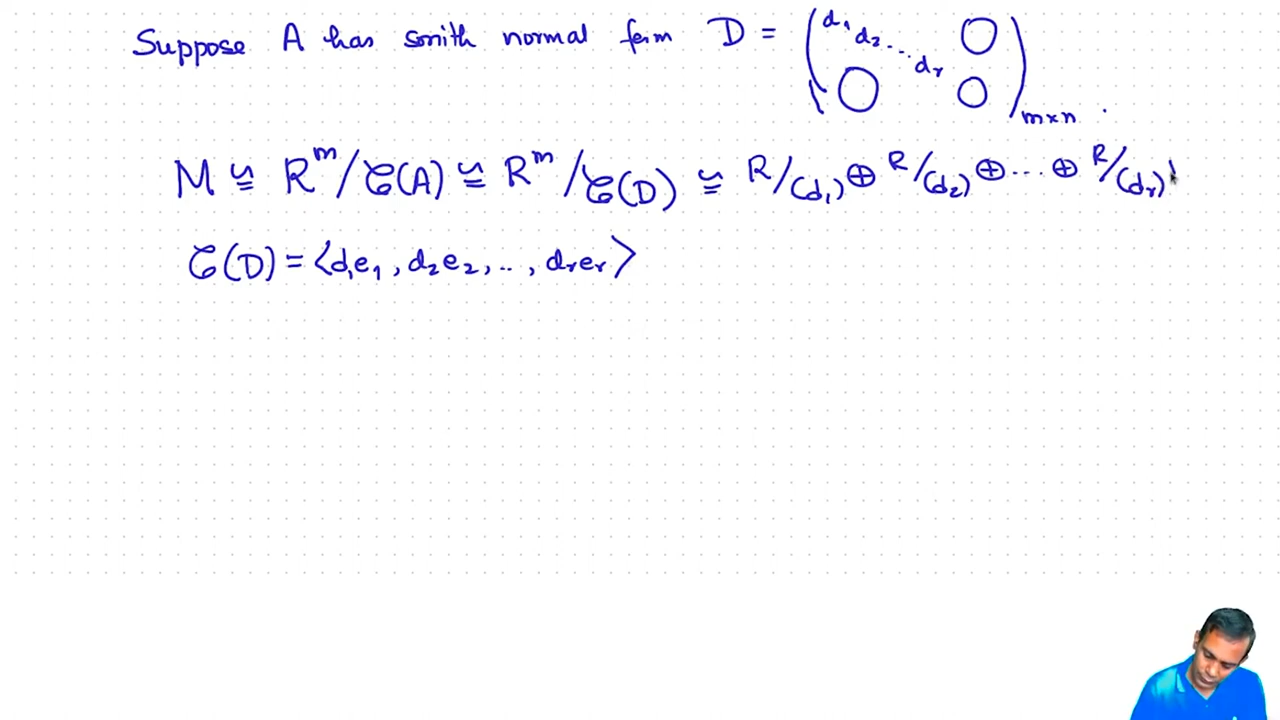 Suppose A has smith normal form D = (d₁ d₂ ... dᵣ 0 0 0)ₘₓₙ .
M ≅ Rᵐ/𝒞(A) ≅ Rᵐ/𝒞(D) ≅ R/(d₁) ⊕ R/(d₂) ⊕ ... ⊕ R/(dᵣ)
𝒞(D) = ⟨d₁e₁, d₂e₂, .., dᵣeᵣ⟩